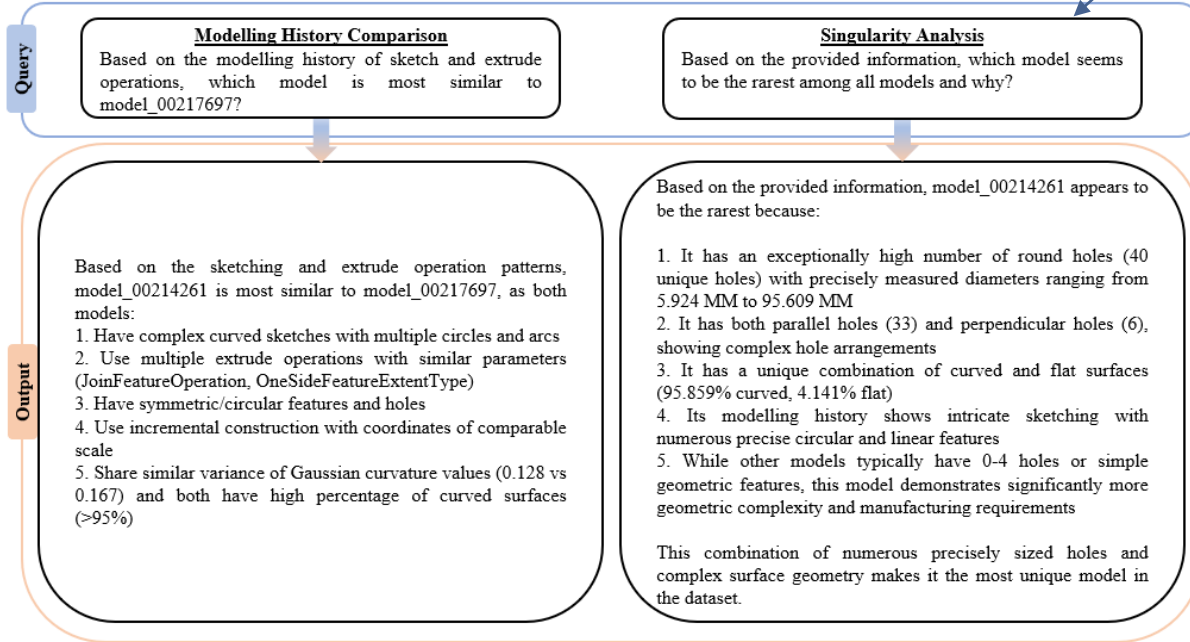 Query
Modelling History Comparison
Based on the modelling history of sketch and extrude
operations, which model is most similar to
model_00217697?
Singularity Analysis
Based on the provided information, which model seems
to be the rarest among all models and why?
Output
Based on the sketching and extrude operation patterns,
model_00214261 is most similar to model_00217697, as both
models:
1. Have complex curved sketches with multiple circles and arcs
2. Use multiple extrude operations with similar parameters
(JoinFeatureOperation, OneSideFeatureExtentType)
3. Have symmetric/circular features and holes
4. Use incremental construction with coordinates of comparable
scale
5. Share similar variance of Gaussian curvature values (0.128 vs
0.167) and both have high percentage of curved surfaces
(>95%)
Based on the provided information, model_00214261 appears to
be the rarest because:
1. It has an exceptionally high number of round holes (40
unique holes) with precisely measured diameters ranging from
5.924 MM to 95.609 MM
2. It has both parallel holes (33) and perpendicular holes (6),
showing complex hole arrangements
3. It has a unique combination of curved and flat surfaces
(95.859% curved, 4.141% flat)
4. Its modelling history shows intricate sketching with
numerous precise circular and linear features
5. While other models typically have 0-4 holes or simple
geometric features, this model demonstrates significantly more
geometric complexity and manufacturing requirements
This combination of numerous precisely sized holes and
complex surface geometry makes it the most unique model in
the dataset.